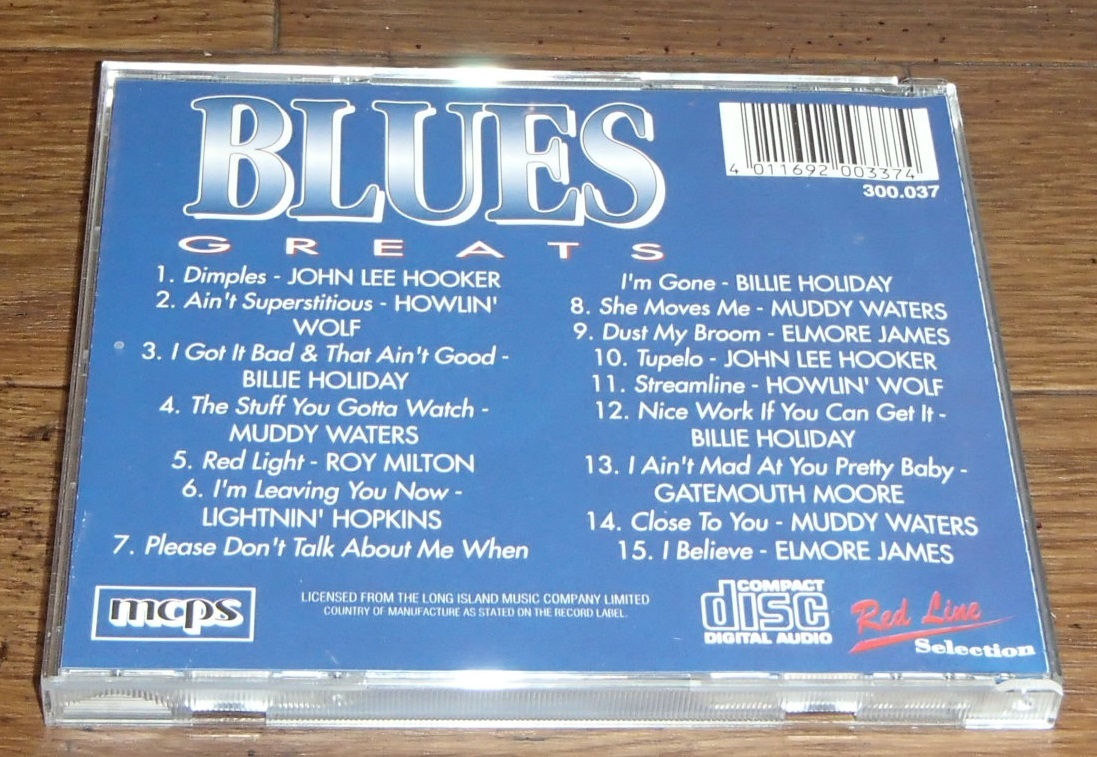 BLUES
GREATS
4 011692 003374
300.037
1. Dimples - JOHN LEE HOOKER
2. Ain't Superstitious - HOWLIN'
WOLF
3. I Got It Bad & That Ain't Good -
BILLIE HOLIDAY
4. The Stuff You Gotta Watch -
MUDDY WATERS
5. Red Light - ROY MILTON
6. I'm Leaving You Now -
LIGHTNIN' HOPKINS
7. Please Don't Talk About Me When
I'm Gone - BILLIE HOLIDAY
8. She Moves Me - MUDDY WATERS
9. Dust My Broom - ELMORE JAMES
10. Tupelo - JOHN LEE HOOKER
11. Streamline - HOWLIN' WOLF
12. Nice Work If You Can Get It -
BILLIE HOLIDAY
13. I Ain't Mad At You Pretty Baby -
GATEMOUTH MOORE
14. Close To You - MUDDY WATERS
15. I Believe - ELMORE JAMES
mcps
LICENSED FROM THE LONG ISLAND MUSIC COMPANY LIMITED
COUNTRY OF MANUFACTURE AS STATED ON THE RECORD LABEL.
COMPACT
disc
DIGITAL AUDIO
Red Line
Selection